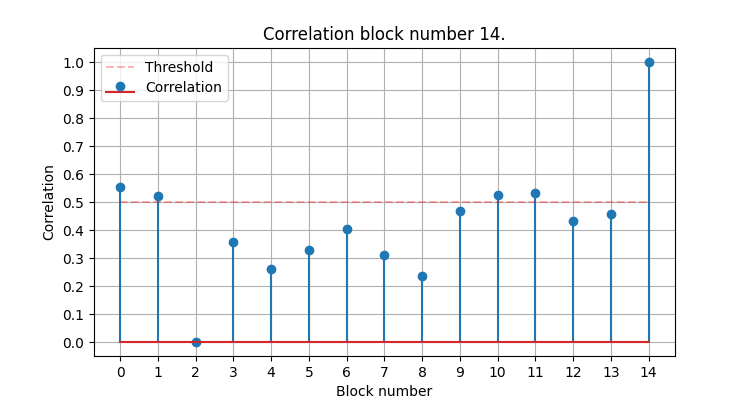 Correlation block number 14.
Threshold
Correlation
1.0
0.9
0.8
0.7
0.6
0.5
0.4
0.3
0.2
0.1
0.0
Correlation
0 1 2 3 4 5 6 7 8 9 10 11 12 13 14
Block number